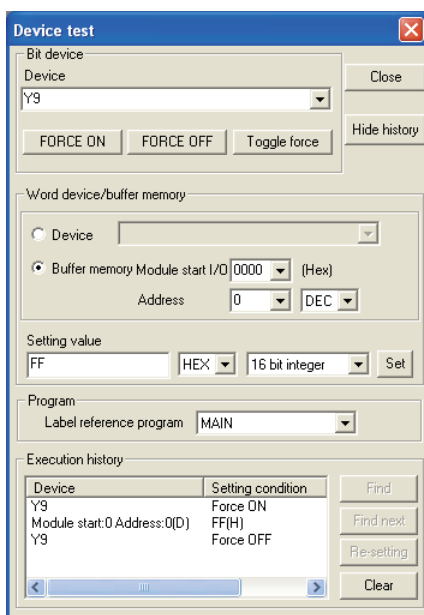 Device test
Bit device
Device
Close
Y9
Hide history
FORCE ON FORCE OFF Toggle force
Word device/buffer memory
Device
Buffer memory Module start I/O 0000 (Hex)
Address 0 DEC
Setting value
FF HEX 16 bit integer Set
Program
Label reference program MAIN
Execution history
Device Setting condition Find
Y9 Force ON
Module start:0 Address:0(D) FF(H) Find next
Y9 Force OFF
Re-setting
Clear